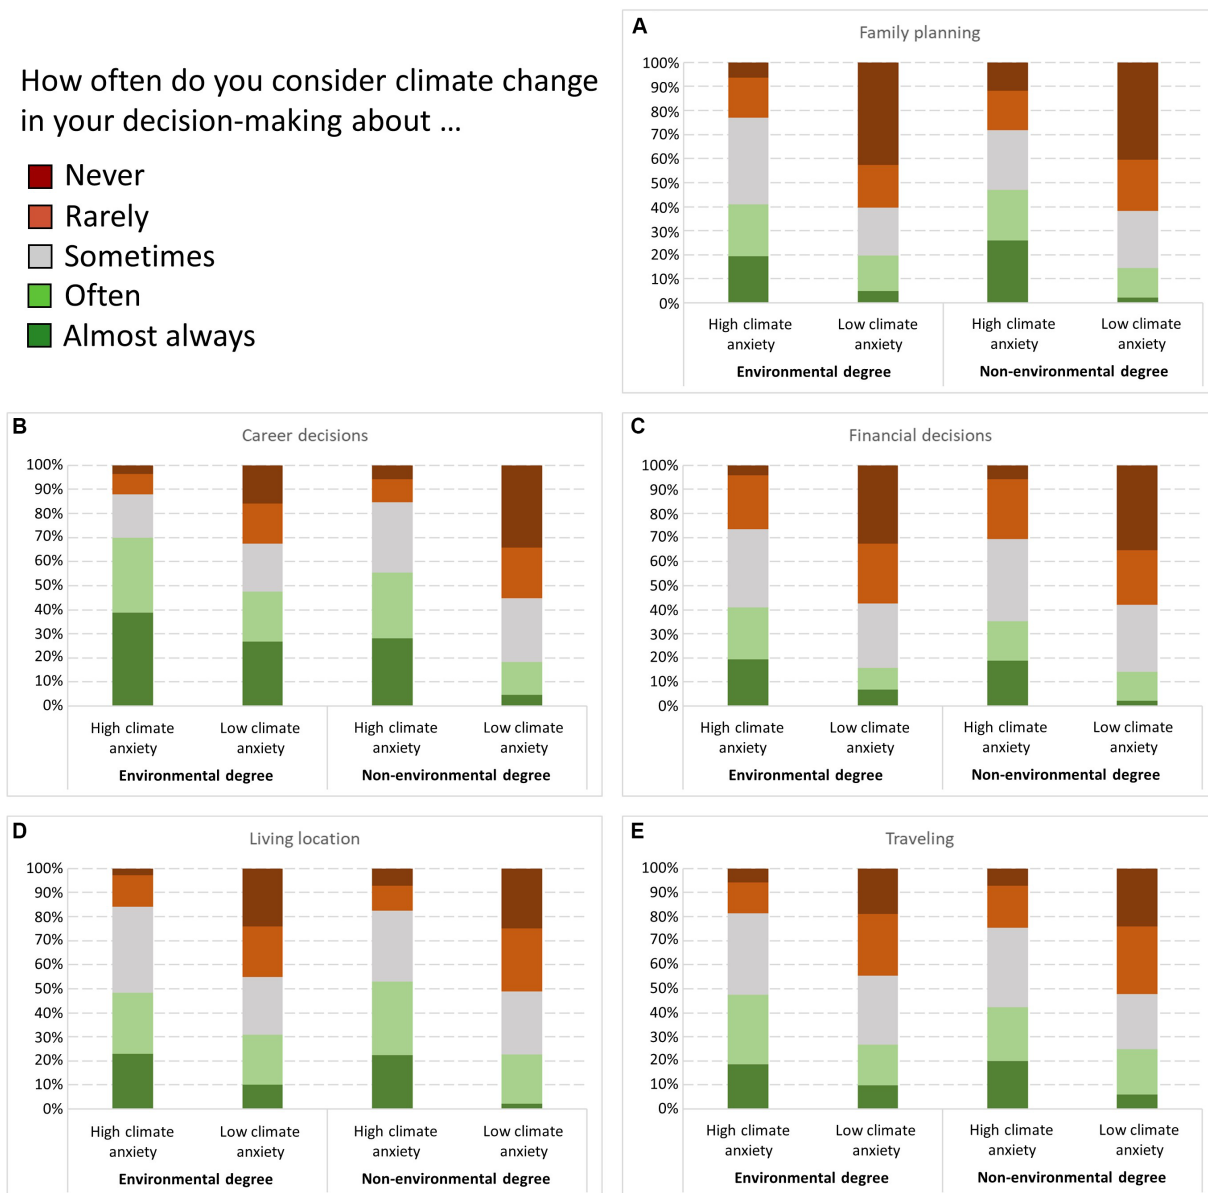 How often do you consider climate change
in your decision-making about ...
Never
Rarely
Sometimes
Often
Almost always
A
Family planning
100%
90%
80%
70%
60%
50%
40%
30%
20%
10%
0%
High climate anxiety
Low climate anxiety
High climate anxiety
Low climate anxiety
Environmental degree
Non-environmental degree
B
Career decisions
100%
90%
80%
70%
60%
50%
40%
30%
20%
10%
0%
High climate anxiety
Low climate anxiety
High climate anxiety
Low climate anxiety
Environmental degree
Non-environmental degree
C
Financial decisions
100%
90%
80%
70%
60%
50%
40%
30%
20%
10%
0%
High climate anxiety
Low climate anxiety
High climate anxiety
Low climate anxiety
Environmental degree
Non-environmental degree
D
Living location
100%
90%
80%
70%
60%
50%
40%
30%
20%
10%
0%
High climate anxiety
Low climate anxiety
High climate anxiety
Low climate anxiety
Environmental degree
Non-environmental degree
E
Traveling
100%
90%
80%
70%
60%
50%
40%
30%
20%
10%
0%
High climate anxiety
Low climate anxiety
High climate anxiety
Low climate anxiety
Environmental degree
Non-environmental degree